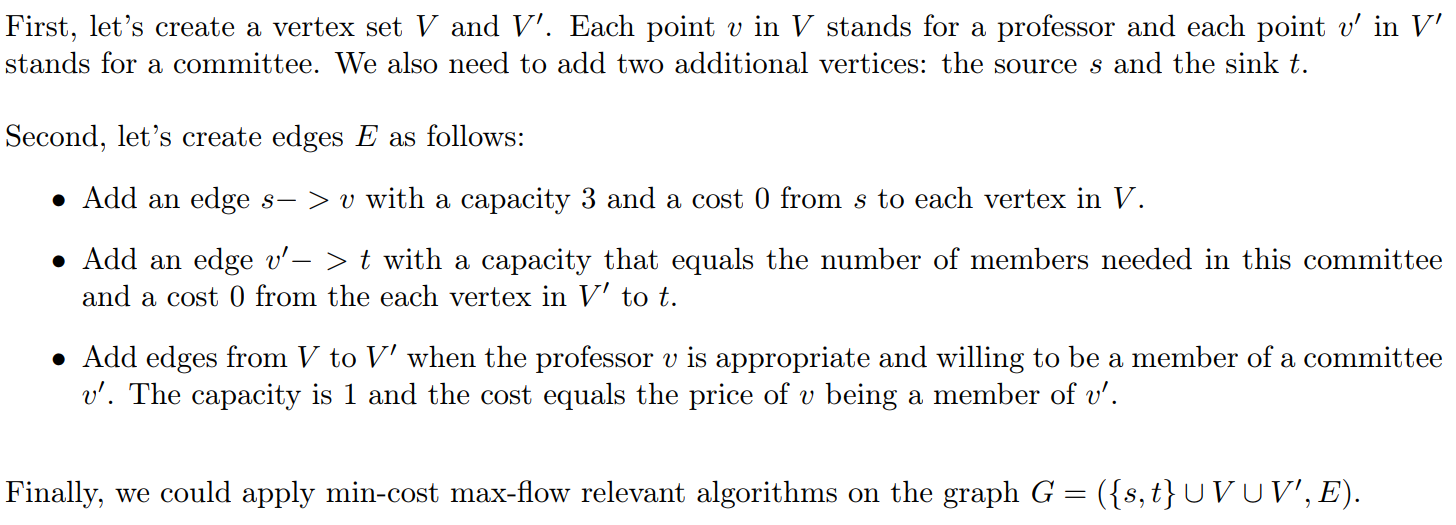 First, let's create a vertex set V and V′. Each point v in V stands for a professor and each point v′ in V′
stands for a committee. We also need to add two additional vertices: the source s and the sink t.
Second, let's create edges E as follows:
• Add an edge s− > v with a capacity 3 and a cost 0 from s to each vertex in V.
• Add an edge v′− > t with a capacity that equals the number of members needed in this committee
and a cost 0 from the each vertex in V′ to t.
• Add edges from V to V′ when the professor v is appropriate and willing to be a member of a committee
v′. The capacity is 1 and the cost equals the price of v being a member of v′.
Finally, we could apply min-cost max-flow relevant algorithms on the graph G = ({s, t} ∪ V ∪ V′, E).